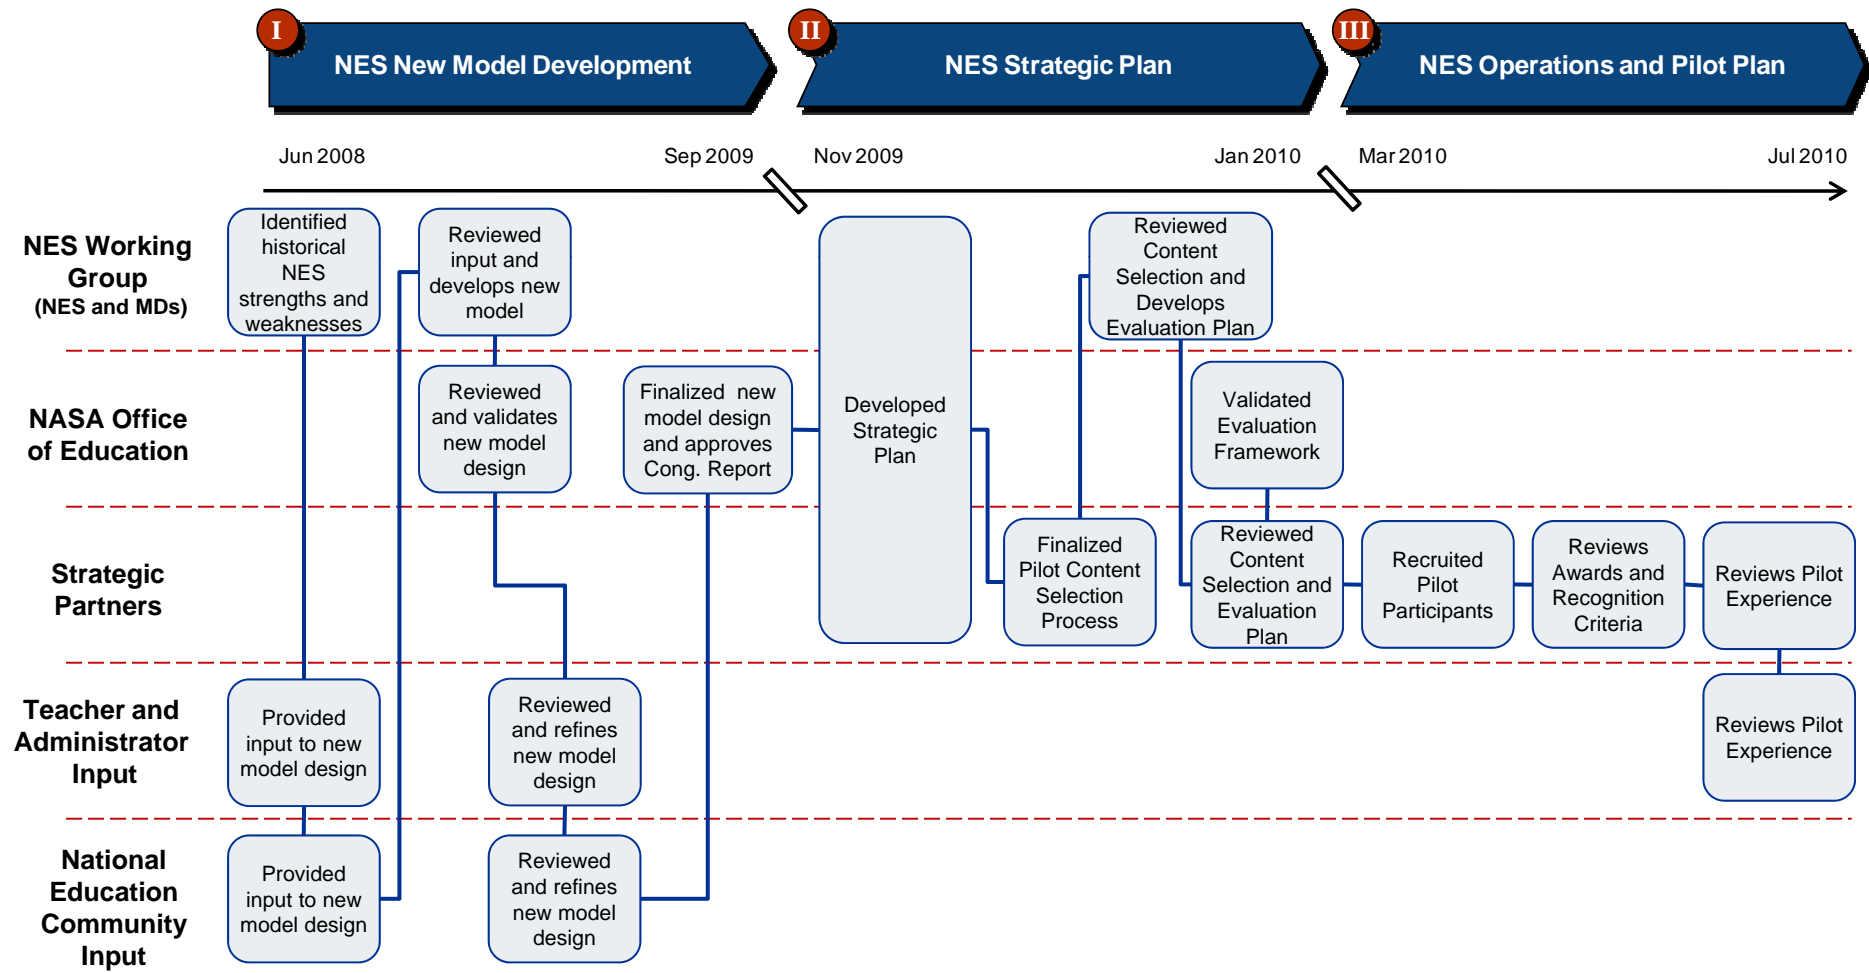 I
II
III
NES New Model Development
NES Strategic Plan
NES Operations and Pilot Plan
Jun 2008
Sep 2009
Nov 2009
Jan 2010
Mar 2010
Jul 2010
NES Working
Group
(NES and MDs)
Identified
historical
NES
strengths and
weaknesses
Reviewed
input and
develops new
model
Reviewed
Content
Selection and
Develops
Evaluation Plan
NASA Office
of Education
Reviewed
and validates
new model
design
Finalized new
model design
and approves
Cong. Report
Developed
Strategic
Plan
Validated
Evaluation
Framework
Strategic
Partners
Finalized
Pilot Content
Selection
Process
Reviewed
Content
Selection and
Evaluation
Plan
Recruited
Pilot
Participants
Reviews
Awards and
Recognition
Criteria
Reviews Pilot
Experience
Teacher and
Administrator
Input
Provided
input to new
model design
Reviewed
and refines
new model
design
Reviews Pilot
Experience
National
Education
Community
Input
Provided
input to new
model design
Reviewed
and refines
new model
design